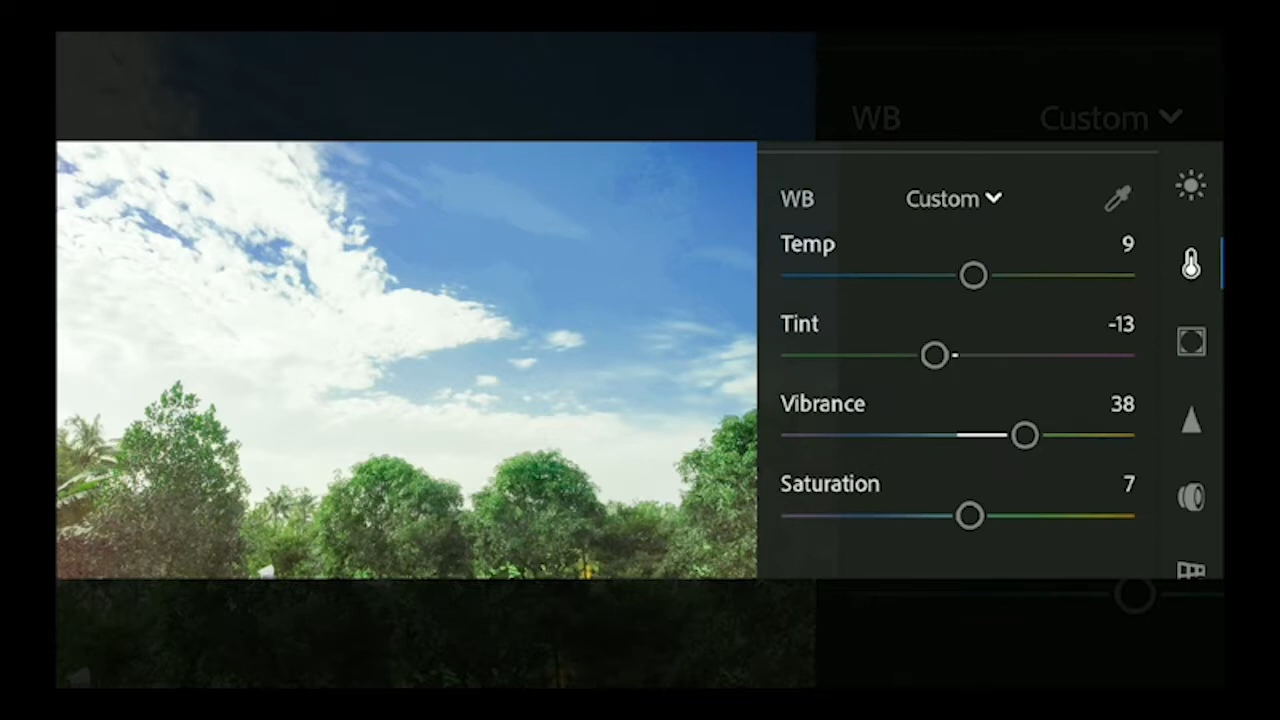 WB Custom
WB Custom
Temp 9
Tint -13
Vibrance 38
Saturation 7